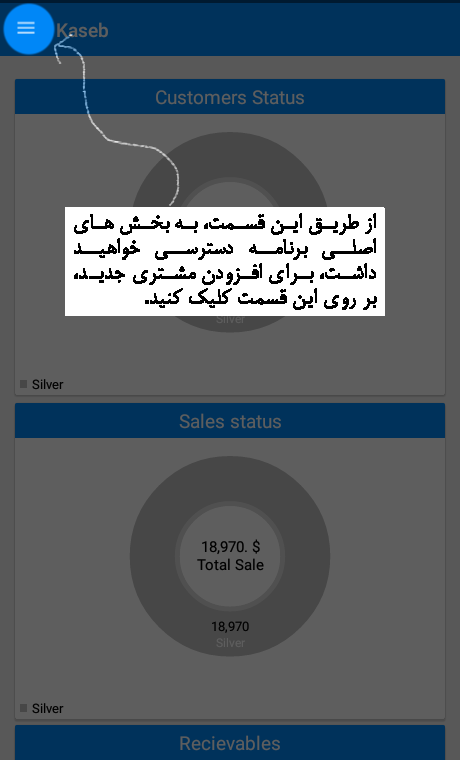 Kaseb
Customers Status
از طریق این قسمت، به بخش های
اصلی برنامه دسترسی خواهید
داشت، برای افزودن مشتری جدید،
بر روی این قسمت کلیک کنید.
Silver
Silver
Sales status
18,970. $
Total Sale
18,970
Silver
Silver
Recievables